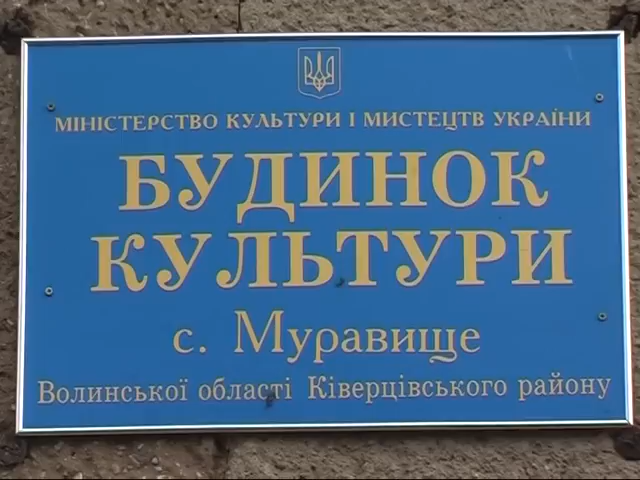 МІНІСТЕРСТВО КУЛЬТУРИ І МИСТЕЦТВ УКРАЇНИ
БУДИНОК
КУЛЬТУРИ
с. Муравище
Волинської області Ківерцівського району